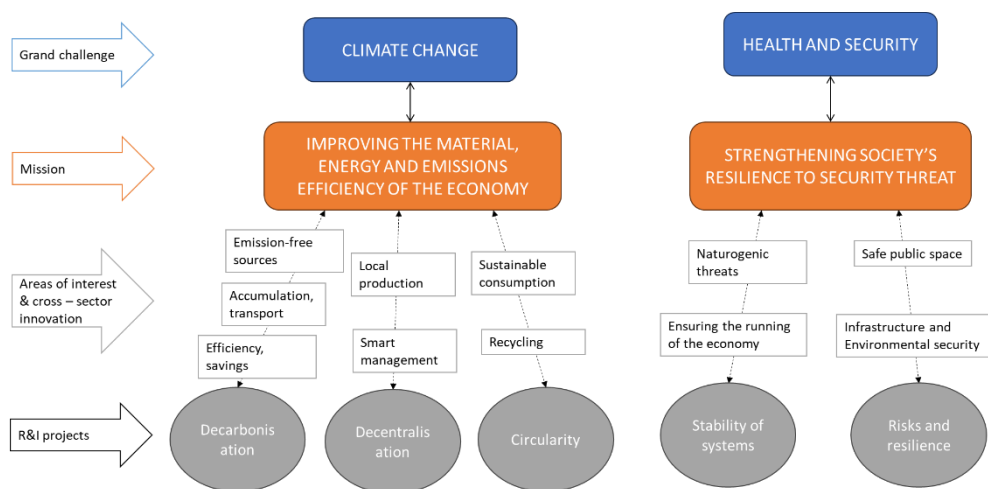 Grand challenge
CLIMATE CHANGE
HEALTH AND SECURITY
Mission
IMPROVING THE MATERIAL,
ENERGY AND EMISSIONS
EFFICIENCY OF THE ECONOMY
STRENGTHENING SOCIETY'S
RESILIENCE TO SECURITY THREAT
Areas of interest
& cross – sector
innovation
Emission-free
sources
Accumulation,
transport
Efficiency,
savings
Local
production
Smart
management
Sustainable
consumption
Recycling
Naturogenic
threats
Ensuring the running
of the economy
Safe public space
Infrastructure and
Environmental security
R&I projects
Decarbonis
ation
Decentralis
ation
Circularity
Stability of
systems
Risks and
resilience